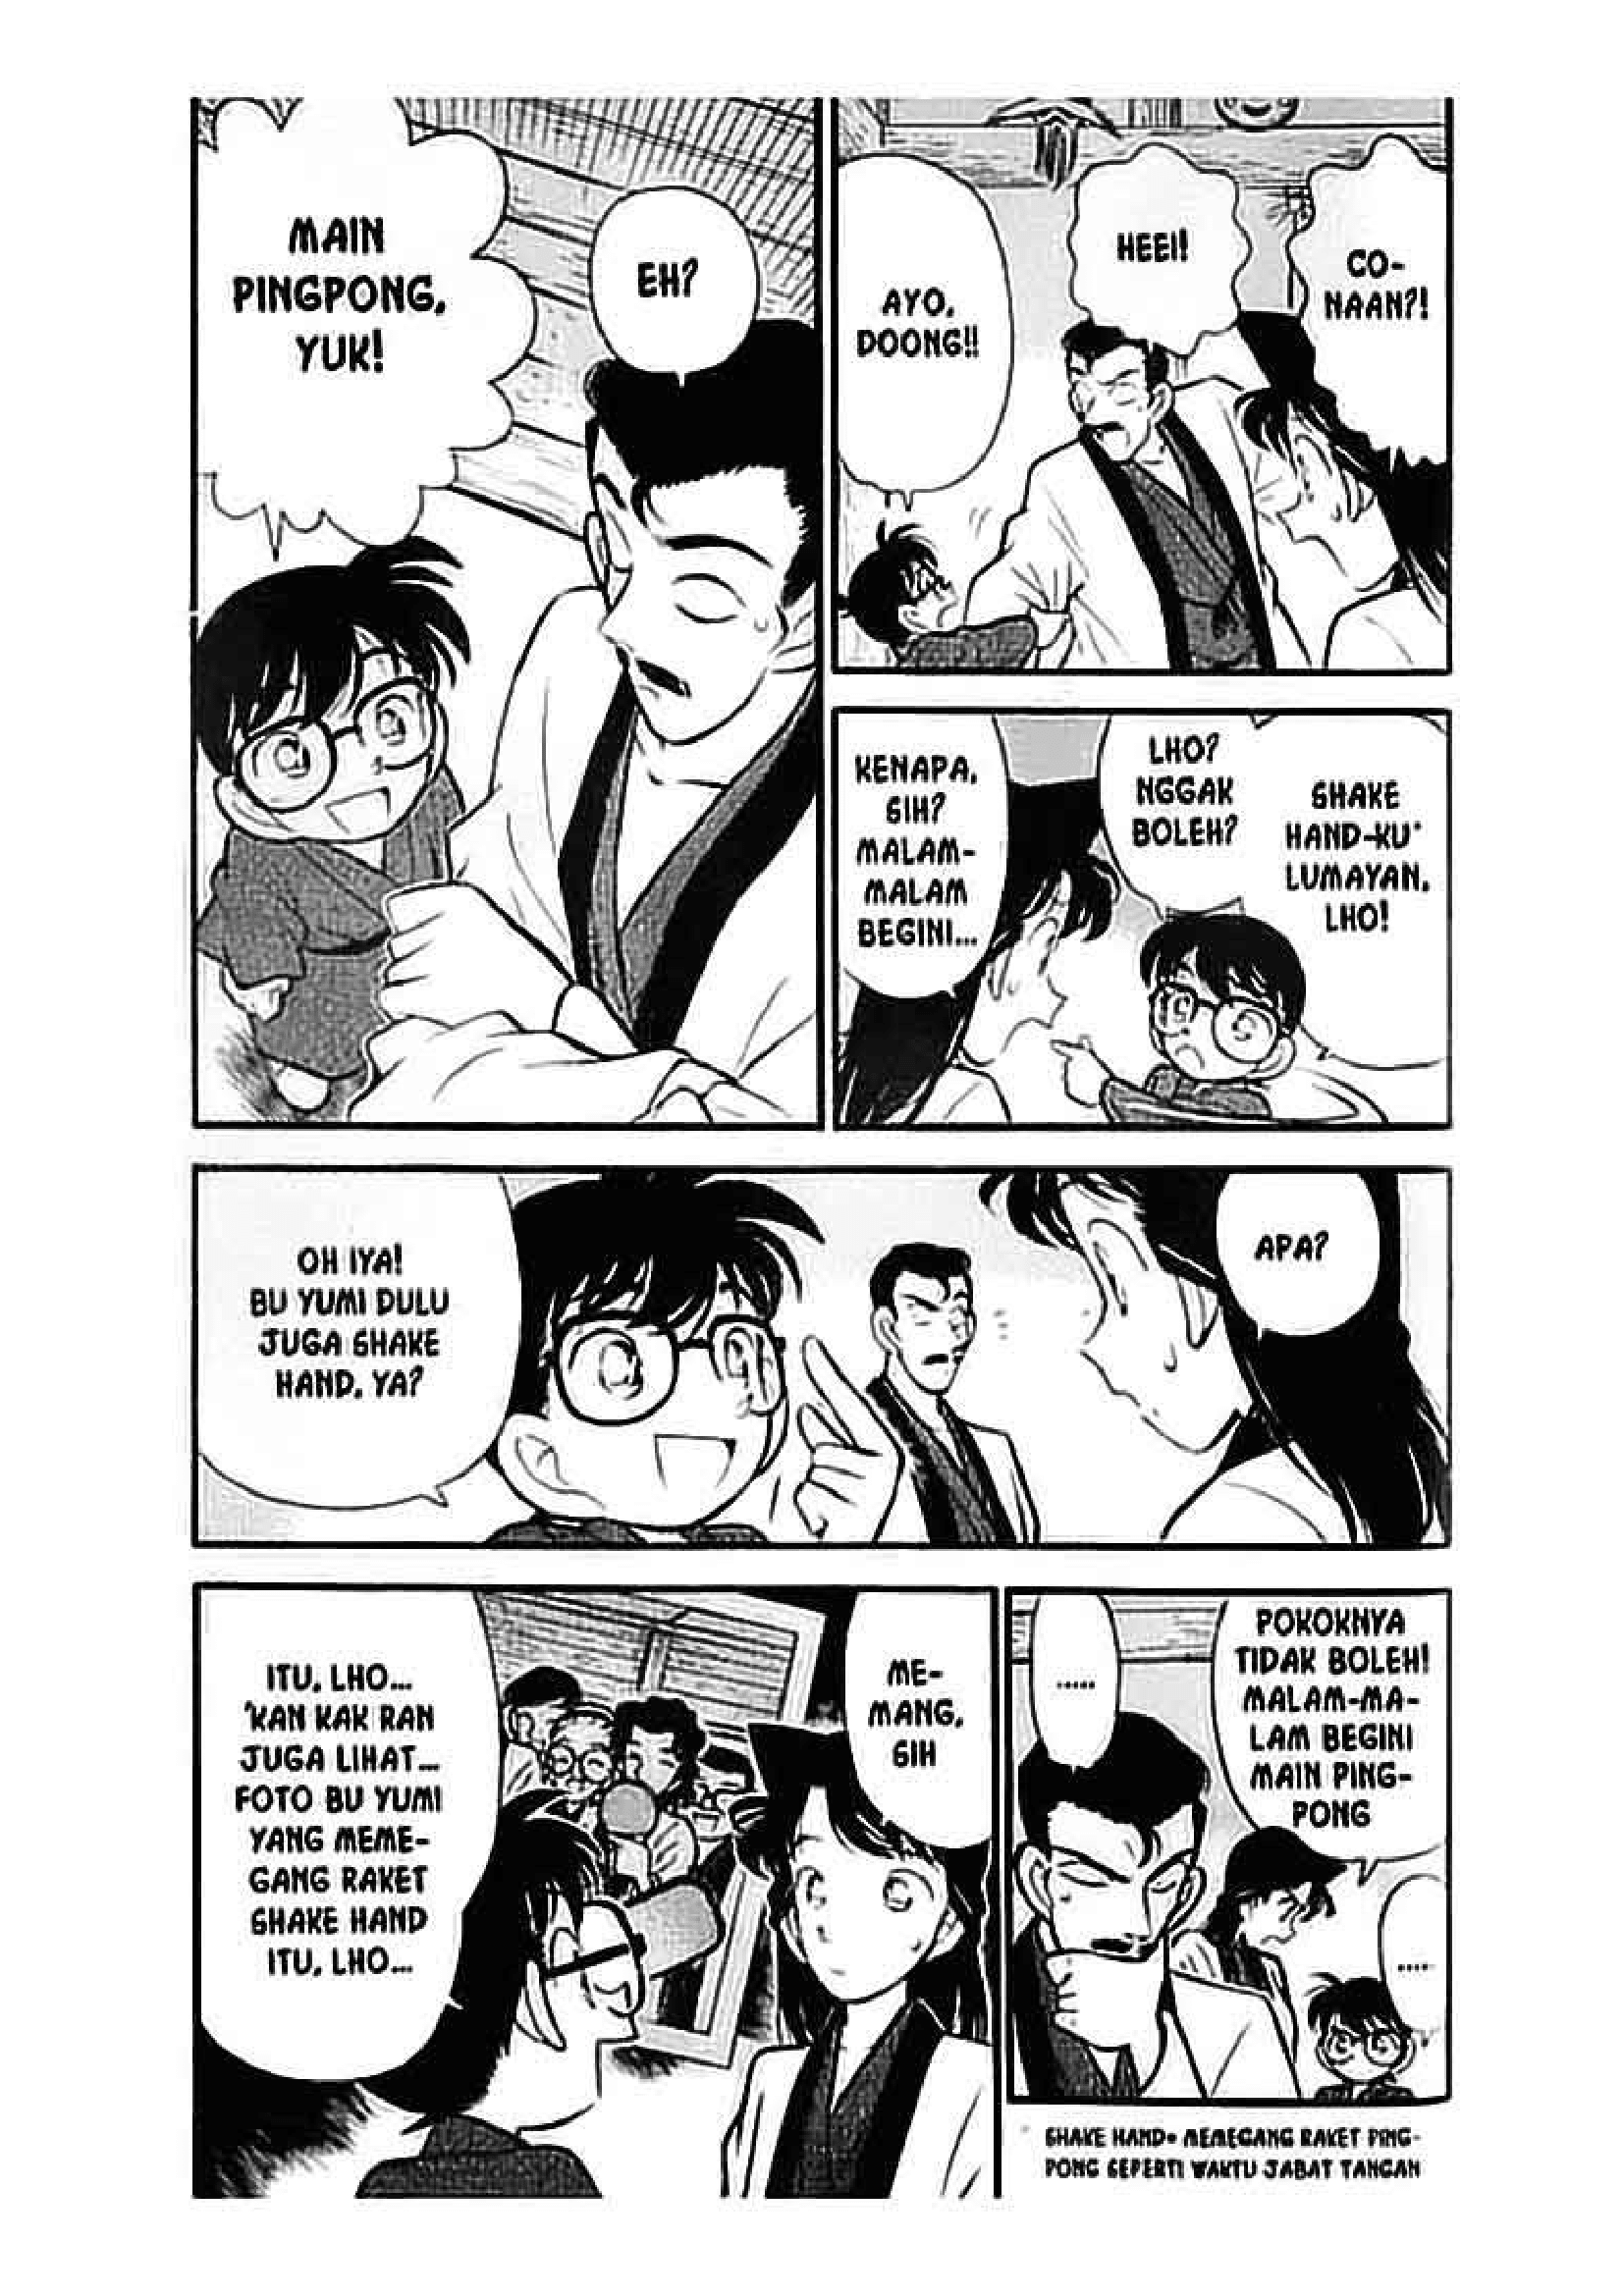 CO-
NAAN?!
HEEI!
AYO,
DOONG!!
EH?
MAIN
PINGPONG,
YUK!
SHAKE
HAND-KU*
LUMAYAN,
LHO!
LHO?
NGGAK
BOLEH?
KENAPA,
SIH?
MALAM-
MALAM
BEGINI...
APA?
OH IYA!
BU YUMI DULU
JUGA SHAKE
HAND, YA?
POKOKNYA
TIDAK BOLEH!
MALAM-MA-
LAM BEGINI
MAIN PING-
PONG
.....
.....
ME-
MANG,
SIH
ITU, LHO...
'KAN KAK RAN
JUGA LIHAT...
FOTO BU YUMI
YANG MEME-
GANG RAKET
SHAKE HAND
ITU, LHO...
* SHAKE HAND= MEMEGANG RAKET PING-
PONG SEPERTI WAKTU JABAT TANGAN